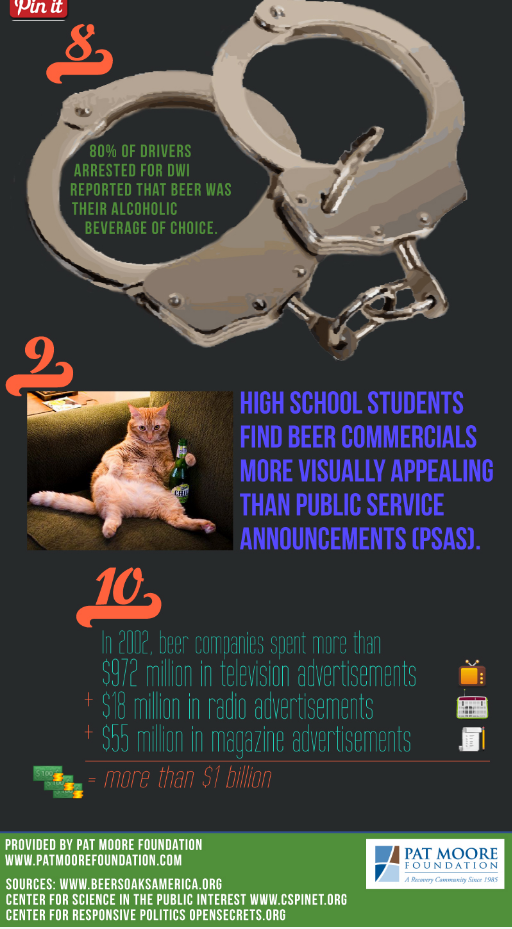 Pin it
8
80% OF DRIVERS
ARRESTED FOR DWI
REPORTED THAT BEER WAS
THEIR ALCOHOLIC
BEVERAGE OF CHOICE.
9.
HIGH SCHOOL STUDENTS
FIND BEER COMMERCIALS
MORE VISUALLY APPEALING
THAN PUBLIC SERVICE
ANNOUNCEMENTS (PSAS).
10.
In 2002, beer companies spent more than
$972 million in television advertisements
+ $18 million in radio advertisements
+ $55 million in magazine advertisements
= more than $1 billion
PROVIDED BY PAT MOORE FOUNDATION
WWW.PATMOOREFOUNDATION.COM
PAT MOORE
FOUNDATION
A Recovery Community Since 1985
SOURCES: WWW.BEERSOAKSAMERICA.ORG
CENTER FOR SCIENCE IN THE PUBLIC INTEREST WWW.CSPINET.ORG
CENTER FOR RESPONSIVE POLITICS OPENSECRETS.ORG